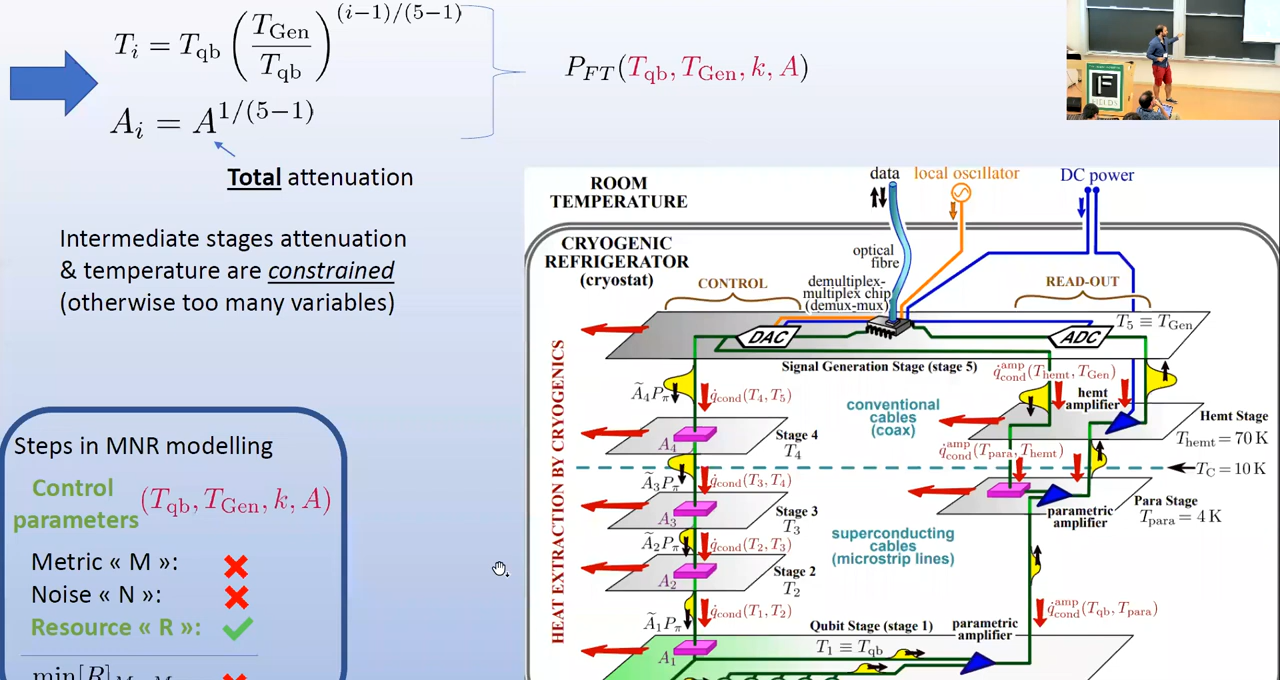 T_i = T_qb (T_Gen / T_qb)^{(i−1)/(5−1)}
A_i = A^{1/(5−1)}
P_FT(T_qb, T_Gen, k, A)
Total attenuation
Intermediate stages attenuation
& temperature are constrained
(otherwise too many variables)
Steps in MNR modelling
Control
parameters (T_qb, T_Gen, k, A)
Metric « M »:
Noise « N »:
Resource « R »:
FIELDS
ROOM
TEMPERATURE
data
local oscillator
DC power
CRYOGENIC
REFRIGERATOR
(cryostat)
optical
fibre
demultiplex-
multiplex chip
(demux-mux)
CONTROL
READ-OUT
DAC
ADC
T_5 ≡ T_Gen
Signal Generation Stage (stage 5)
HEAT EXTRACTION BY CRYOGENICS
Ã_4 P_π
q̇_cond(T_4, T_5)
A_4
Stage 4
T_4
Ã_3 P_π
q̇_cond(T_3, T_4)
A_3
Stage 3
T_3
Ã_2 P_π
q̇_cond(T_2, T_3)
A_2
Stage 2
T_2
Ã_1 P_π
q̇_cond(T_1, T_2)
A_1
Qubit Stage (stage 1)
T_1 ≡ T_qb
conventional
cables
(coax)
superconducting
cables
(microstrip lines)
q̇^amp_cond(T_hemt, T_Gen)
hemt
amplifier
Hemt Stage
T_hemt = 70 K
q̇^amp_cond(T_para, T_hemt)
T_C = 10 K
parametric
amplifier
Para Stage
T_para = 4 K
q̇^amp_cond(T_qb, T_para)
parametric
amplifier